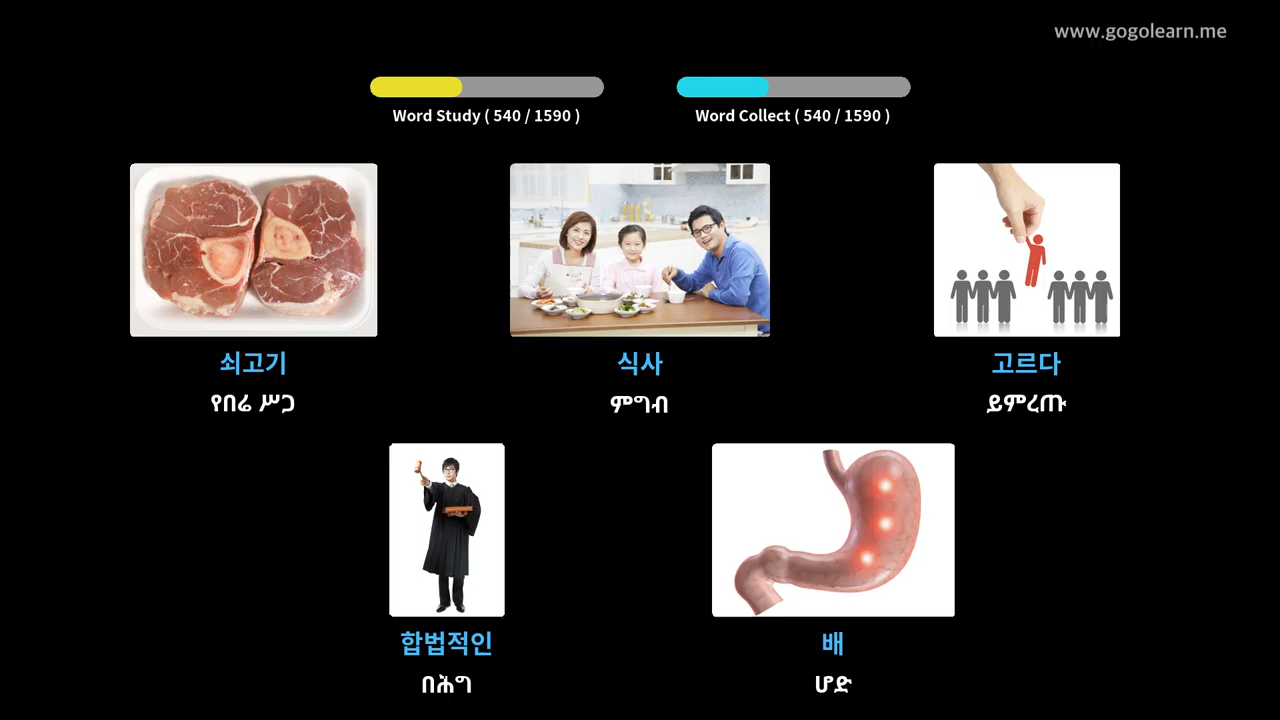 www.gogolearn.me
Word Study ( 540 / 1590 )
Word Collect ( 540 / 1590 )
쇠고기
የበሬ ሥጋ
식사
ምግብ
고르다
ይምረጡ
합법적인
በሕግ
배
ሆድ